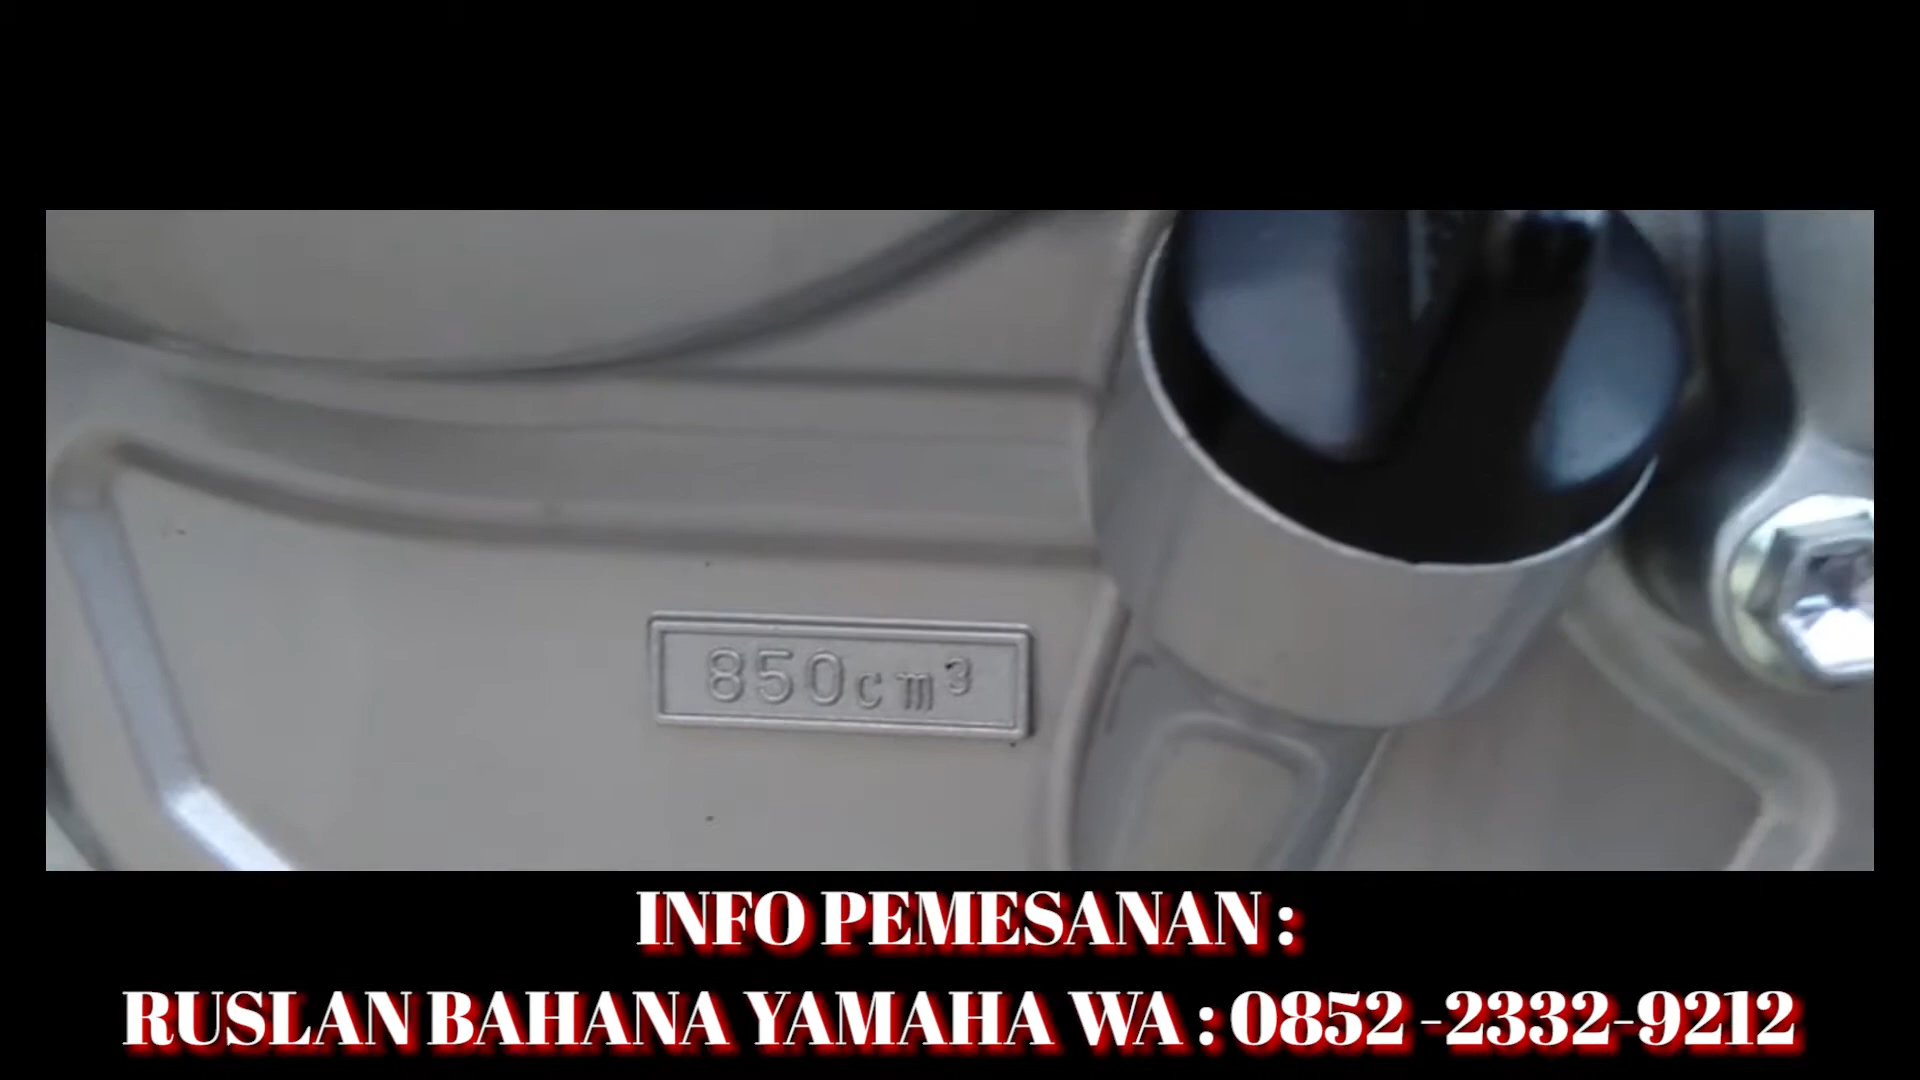 850cm³
INFO PEMESANAN :
RUSLAN BAHANA YAMAHA WA : 0852 -2332-9212